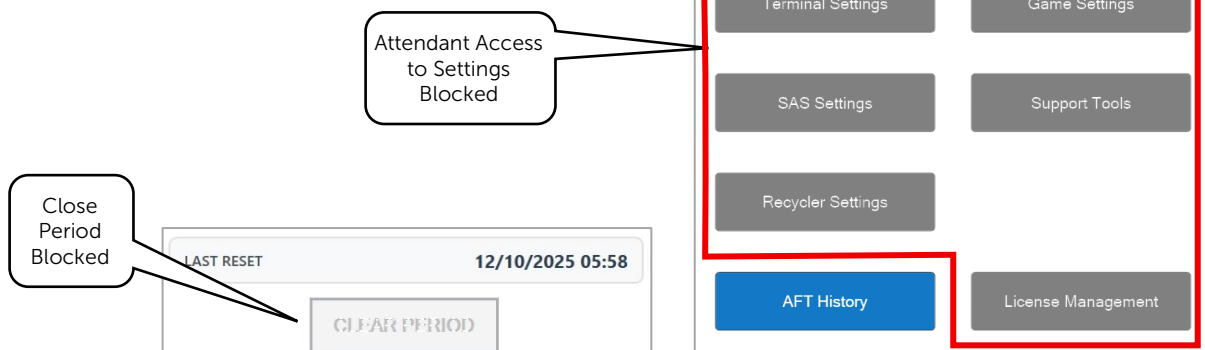 Terminal Settings
Game Settings
Attendant Access
to Settings
Blocked
SAS Settings
Support Tools
Recycler Settings
Close
Period
Blocked
LAST RESET
12/10/2025 05:58
CLEAR PERIOD
AFT History
License Management